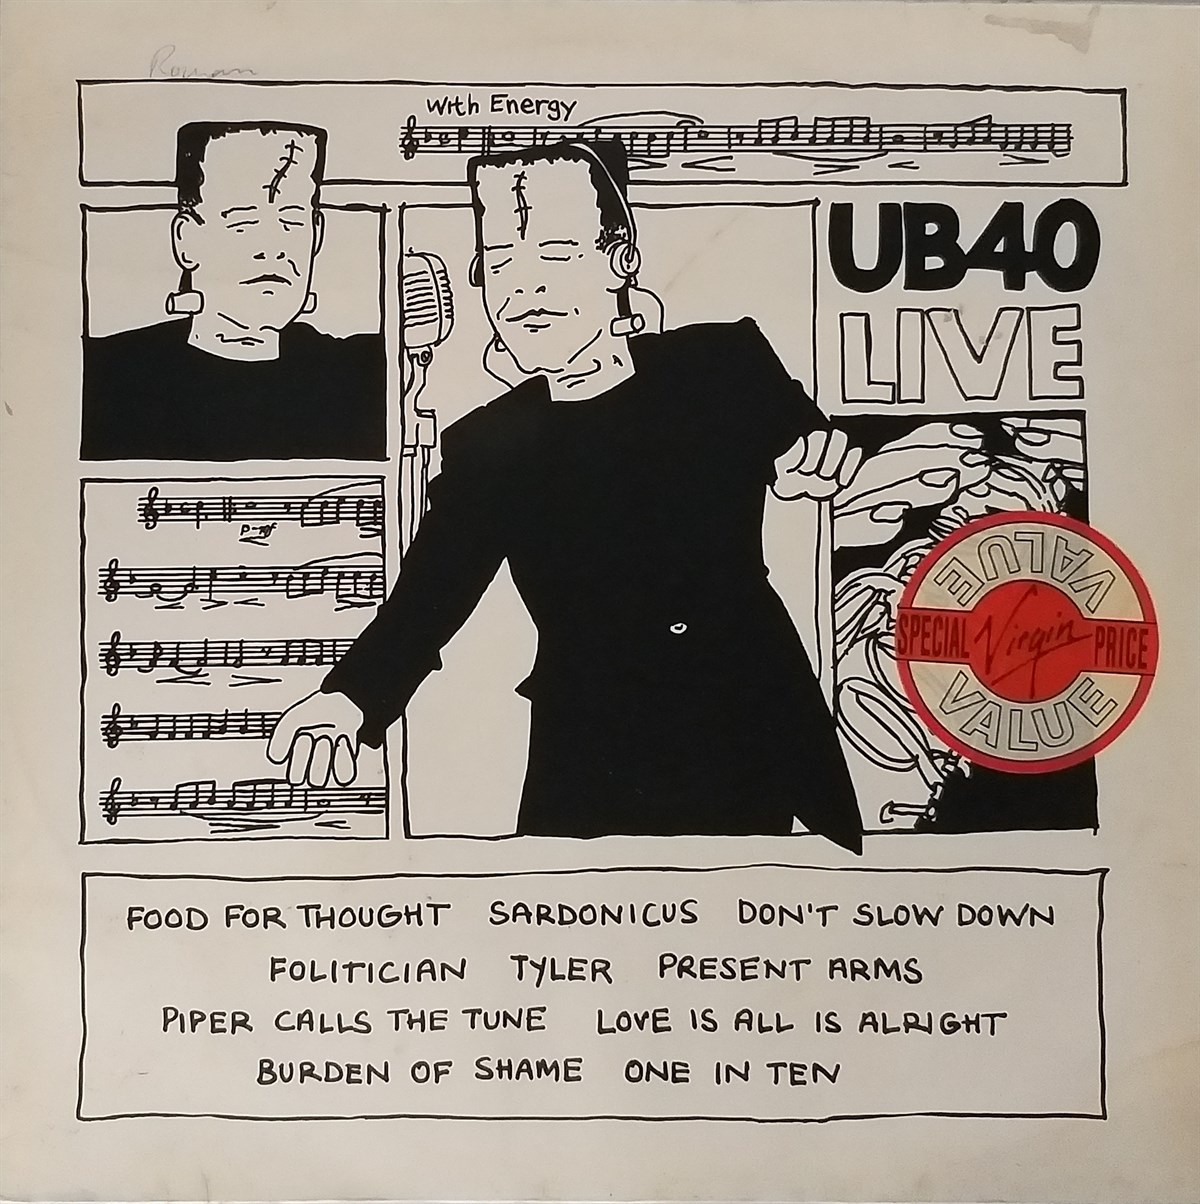 Roman
With Energy
UB40
LIVE
p-mf
VALUE
SPECIAL Virgin PRICE
VALUE
FOOD FOR THOUGHT SARDONICUS DON'T SLOW DOWN
FOLITICIAN TYLER PRESENT ARMS
PIPER CALLS THE TUNE LOVE IS ALL IS ALRIGHT
BURDEN OF SHAME ONE IN TEN